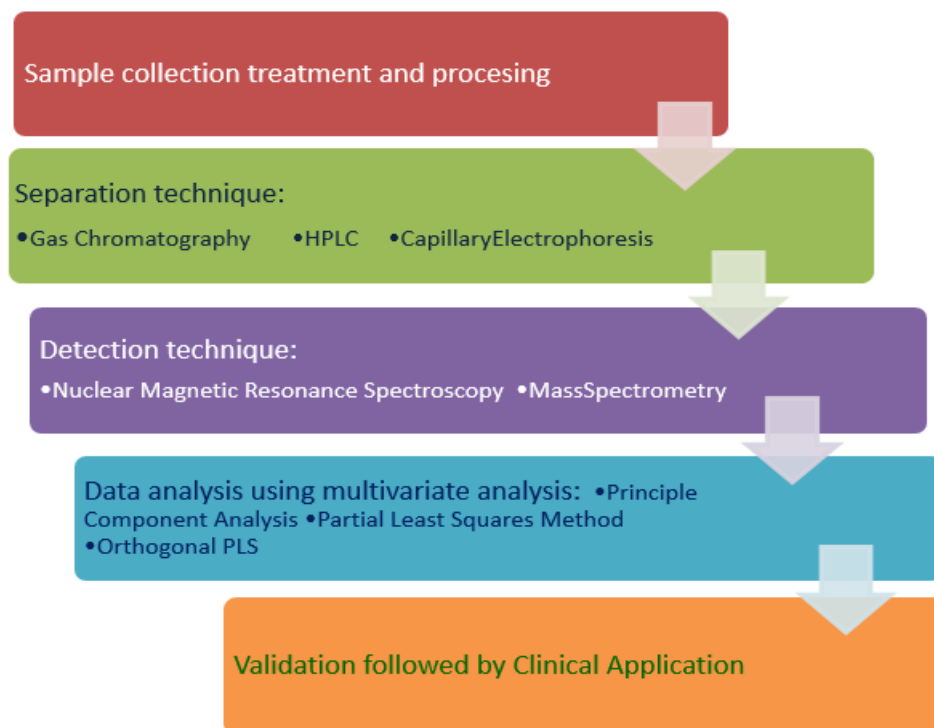 Sample collection treatment and procesing
Separation technique:
•Gas Chromatography •HPLC •CapillaryElectrophoresis
Detection technique:
•Nuclear Magnetic Resonance Spectroscopy •MassSpectrometry
Data analysis using multivariate analysis: •Principle
Component Analysis •Partial Least Squares Method
•Orthogonal PLS
Validation followed by Clinical Application